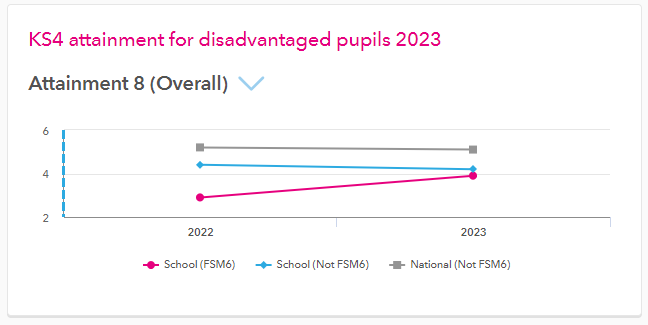 KS4 attainment for disadvantaged pupils 2023
Attainment 8 (Overall)
6
4
2
2022 2023
School (FSM6) School (Not FSM6) National (Not FSM6)